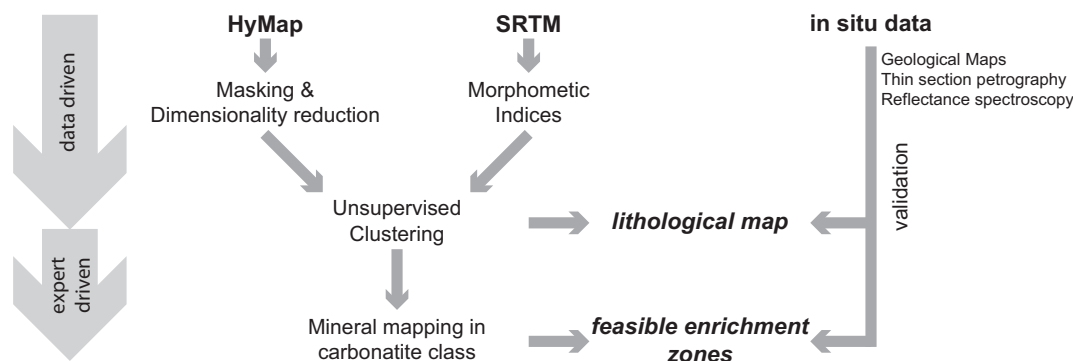 HyMap
SRTM
in situ data
Geological Maps
Thin section petrography
Reflectance spectroscopy
Masking &
Dimensionality reduction
Morphometic
Indices
data driven
validation
Unsupervised
Clustering
lithological map
expert
driven
Mineral mapping in
carbonatite class
feasible enrichment
zones